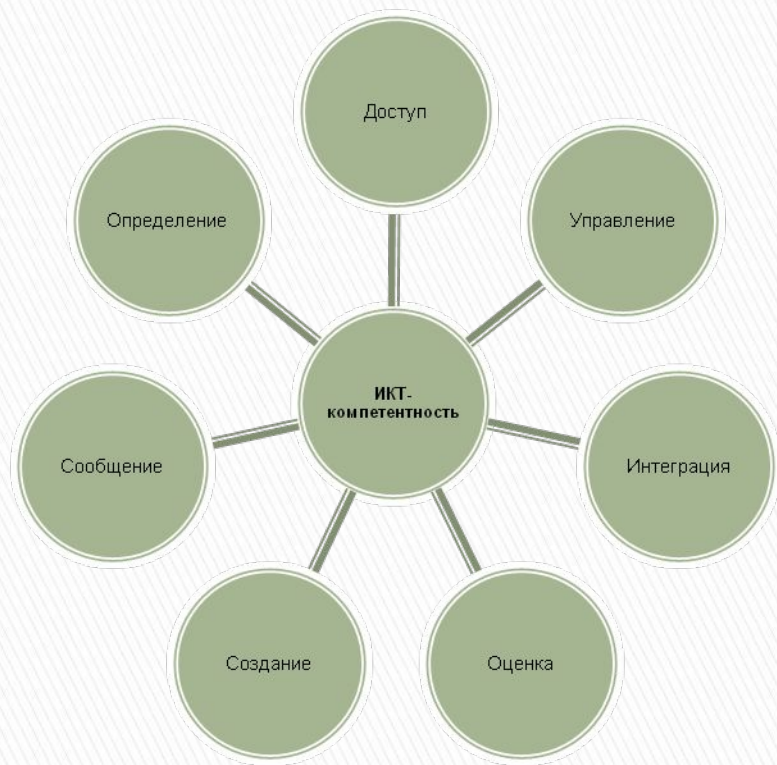 Доступ
Управление
Интеграция
Оценка
Создание
Сообщение
Определение
ИКТ-
компетентность